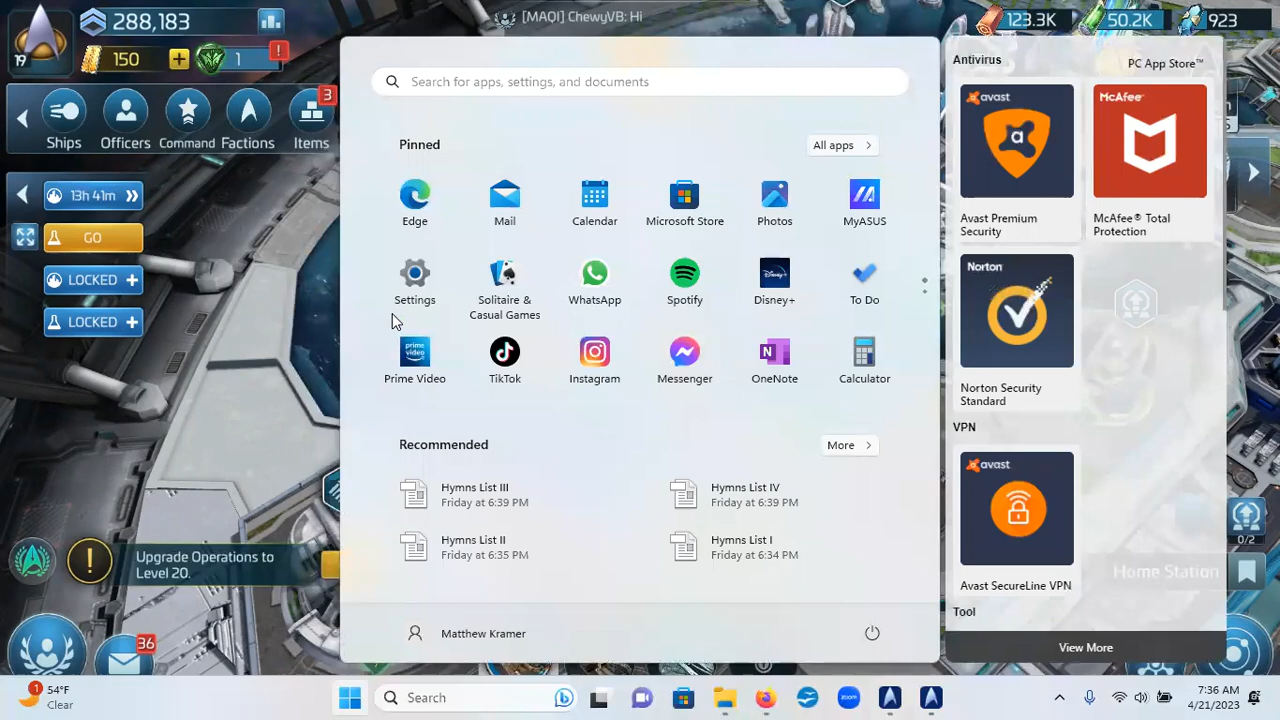 288,183
[MAQI] ChewyVB: Hi
123.3K
50.2K
923
19
150
1
!
Ships
Officers
Command
Factions
Items
3
13h 41m
GO
LOCKED
LOCKED
Search for apps, settings, and documents
Pinned
All apps
Edge
Mail
Calendar
Microsoft Store
Photos
MyASUS
Settings
Solitaire &
Casual Games
WhatsApp
Spotify
Disney+
To Do
Prime Video
TikTok
Instagram
Messenger
OneNote
Calculator
Recommended
More
Hymns List III
Friday at 6:39 PM
Hymns List IV
Friday at 6:39 PM
Hymns List II
Friday at 6:35 PM
Hymns List I
Friday at 6:34 PM
Matthew Kramer
Antivirus
PC App Store™
avast
Avast Premium
Security
McAfee®
McAfee® Total
Protection
Norton
Norton Security
Standard
VPN
avast
Avast SecureLine VPN
Tool
View More
Upgrade Operations to
Level 20.
36
0/2
Home Station
1
54°F
Clear
Search
zoom
7:36 AM
4/21/2023